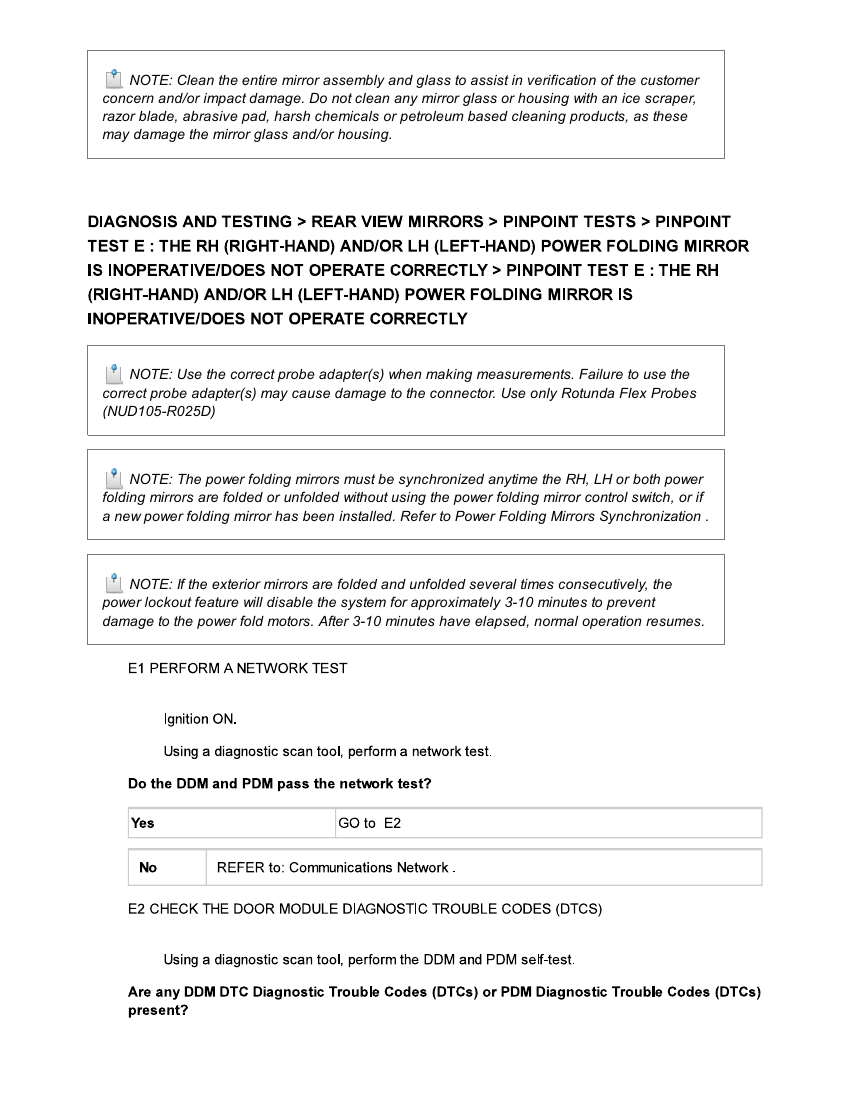 NOTE: Clean the entire mirror assembly and glass to assist in verification of the customer
concern and/or impact damage. Do not clean any mirror glass or housing with an ice scraper,
razor blade, abrasive pad, harsh chemicals or petroleum based cleaning products, as these
may damage the mirror glass and/or housing.
DIAGNOSIS AND TESTING > REAR VIEW MIRRORS > PINPOINT TESTS > PINPOINT
TEST E : THE RH (RIGHT-HAND) AND/OR LH (LEFT-HAND) POWER FOLDING MIRROR
IS INOPERATIVE/DOES NOT OPERATE CORRECTLY > PINPOINT TEST E : THE RH
(RIGHT-HAND) AND/OR LH (LEFT-HAND) POWER FOLDING MIRROR IS
INOPERATIVE/DOES NOT OPERATE CORRECTLY
NOTE: Use the correct probe adapter(s) when making measurements. Failure to use the
correct probe adapter(s) may cause damage to the connector. Use only Rotunda Flex Probes
(NUD105-R025D)
NOTE: The power folding mirrors must be synchronized anytime the RH, LH or both power
folding mirrors are folded or unfolded without using the power folding mirror control switch, or if
a new power folding mirror has been installed. Refer to Power Folding Mirrors Synchronization .
NOTE: If the exterior mirrors are folded and unfolded several times consecutively, the
power lockout feature will disable the system for approximately 3-10 minutes to prevent
damage to the power fold motors. After 3-10 minutes have elapsed, normal operation resumes.
E1 PERFORM A NETWORK TEST
Ignition ON.
Using a diagnostic scan tool, perform a network test.
Do the DDM and PDM pass the network test?
Yes GO to E2
No REFER to: Communications Network .
E2 CHECK THE DOOR MODULE DIAGNOSTIC TROUBLE CODES (DTCS)
Using a diagnostic scan tool, perform the DDM and PDM self-test.
Are any DDM DTC Diagnostic Trouble Codes (DTCs) or PDM Diagnostic Trouble Codes (DTCs)
present?